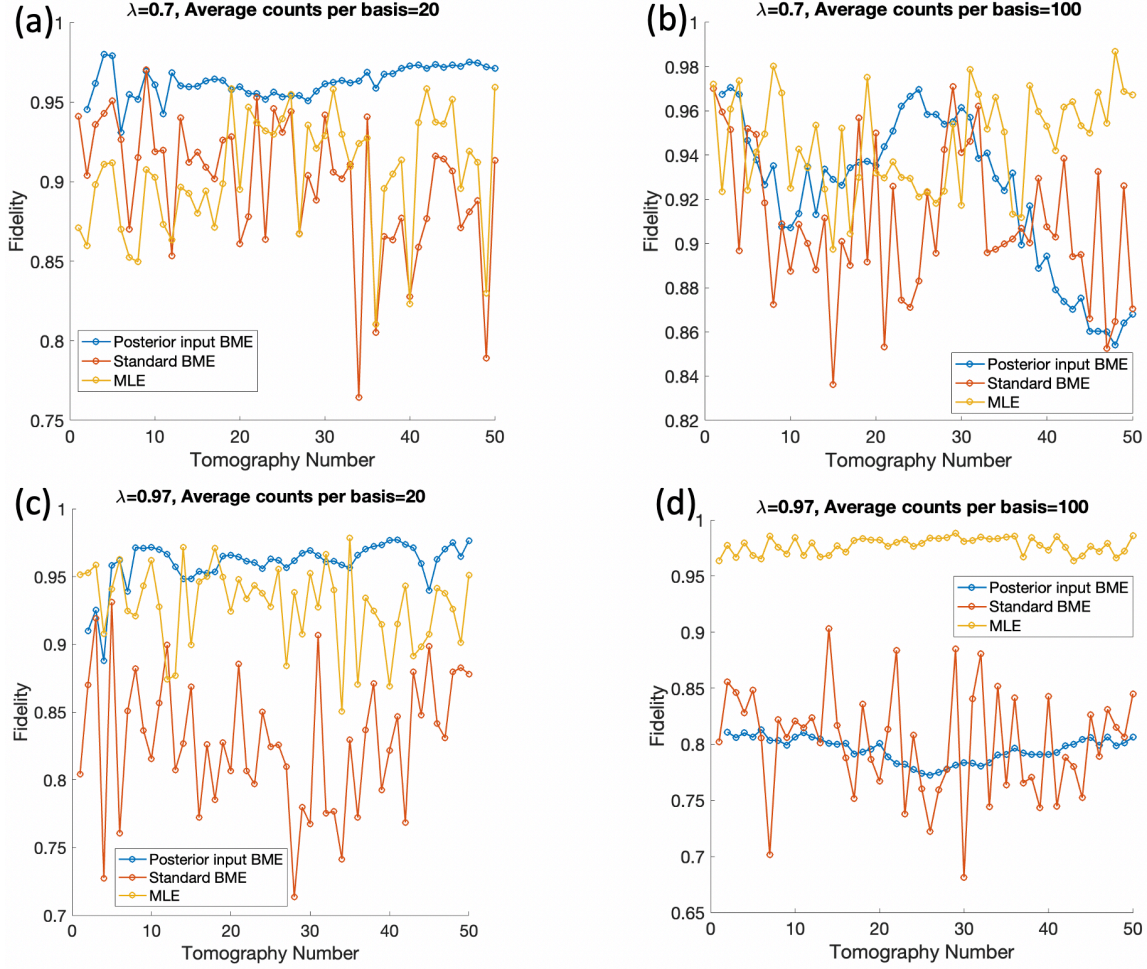 (a)
λ=0.7, Average counts per basis=20
1
0.95
0.9
0.85
0.8
0.75
Fidelity
Posterior input BME
Standard BME
MLE
0 10 20 30 40 50
Tomography Number
(b)
λ=0.7, Average counts per basis=100
1
0.98
0.96
0.94
0.92
0.9
0.88
0.86
0.84
0.82
Fidelity
Posterior input BME
Standard BME
MLE
0 10 20 30 40 50
Tomography Number
(c)
λ=0.97, Average counts per basis=20
1
0.95
0.9
0.85
0.8
0.75
0.7
Fidelity
Posterior input BME
Standard BME
MLE
0 10 20 30 40 50
Tomography Number
(d)
λ=0.97, Average counts per basis=100
1
0.95
0.9
0.85
0.8
0.75
0.7
0.65
Fidelity
Posterior input BME
Standard BME
MLE
0 10 20 30 40 50
Tomography Number